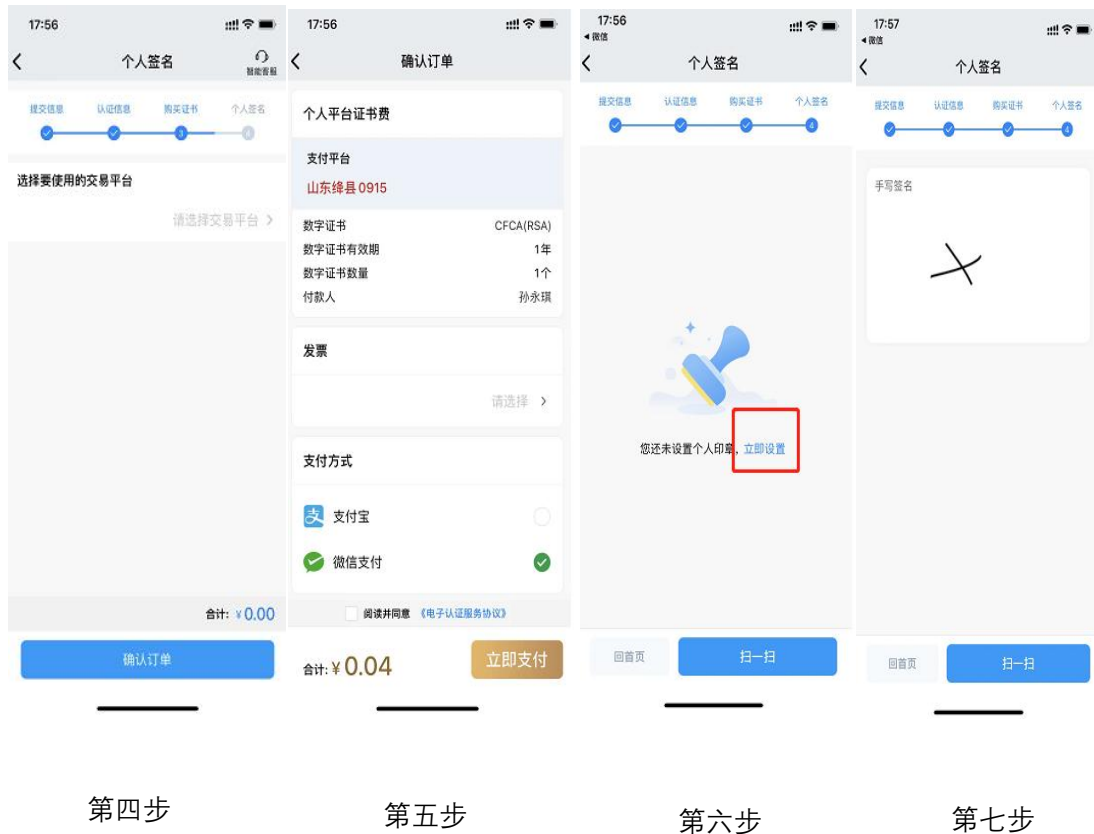 17:56
个人签名
智能客服
提交信息 认证信息 购买证书 个人签名
3 4
选择要使用的交易平台
请选择交易平台 >
合计: ¥0.00
确认订单
第四步
17:56
确认订单
个人平台证书费
支付平台
山东绛县0915
数字证书 CFCA(RSA)
数字证书有效期 1年
数字证书数量 1个
付款人 孙永琪
发票
请选择 >
支付方式
支 支付宝
微信支付
阅读并同意 《电子认证服务协议》
合计: ¥0.04 立即支付
第五步
17:56
◀微信
个人签名
提交信息 认证信息 购买证书 个人签名
4
您还未设置个人印章, 立即设置
回首页 扫一扫
第六步
17:57
◀微信
个人签名
提交信息 认证信息 购买证书 个人签名
4
手写签名
回首页 扫一扫
第七步